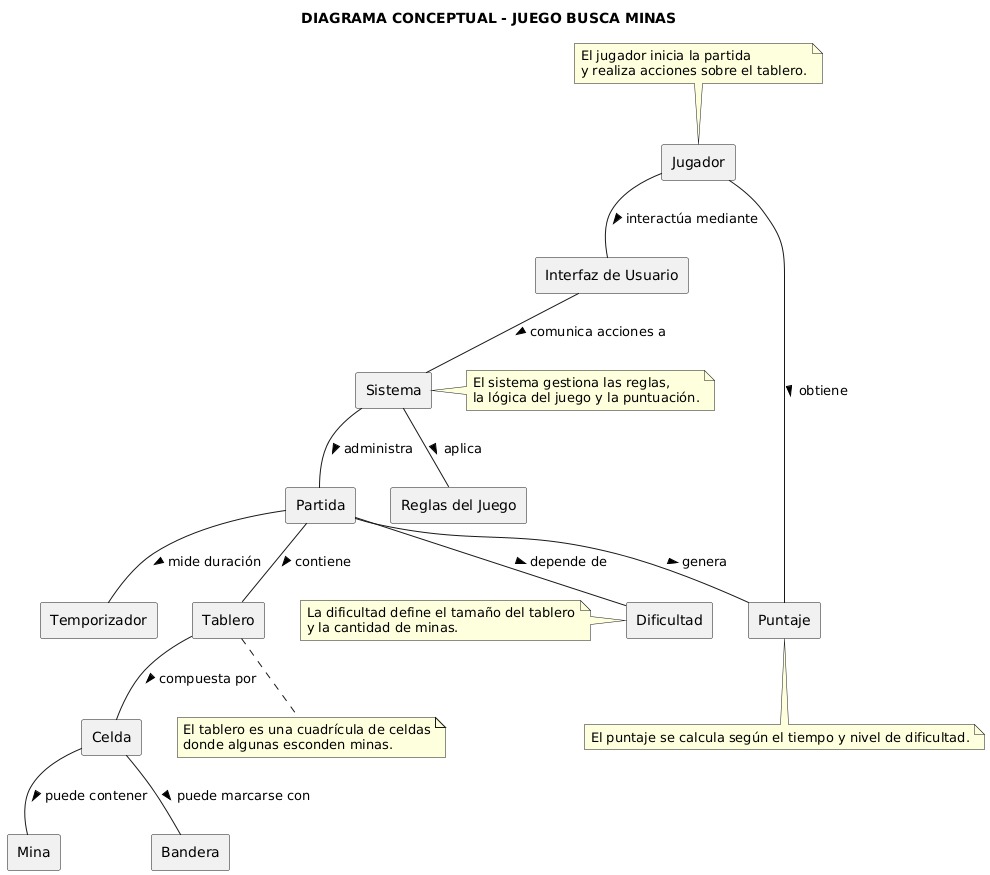 DIAGRAMA CONCEPTUAL - JUEGO BUSCA MINAS
El jugador inicia la partida
y realiza acciones sobre el tablero.
Jugador
interactúa mediante
Interfaz de Usuario
comunica acciones a
obtiene
Sistema
El sistema gestiona las reglas,
la lógica del juego y la puntuación.
administra
aplica
Partida
Reglas del Juego
mide duración
contiene
depende de
genera
Temporizador
Tablero
La dificultad define el tamaño del tablero
y la cantidad de minas.
Dificultad
Puntaje
compuesta por
Celda
El tablero es una cuadrícula de celdas
donde algunas esconden minas.
El puntaje se calcula según el tiempo y nivel de dificultad.
puede contener
puede marcarse con
Mina
Bandera